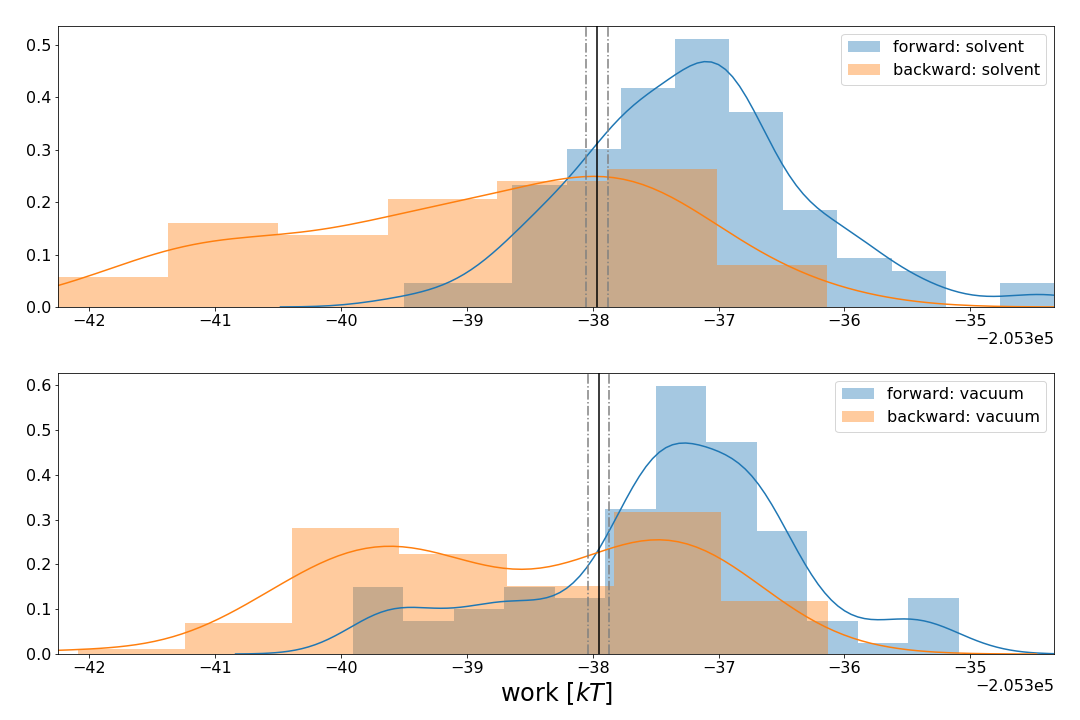 0.5
0.4
0.3
0.2
0.1
0.0
forward: solvent
backward: solvent
−42 −41 −40 −39 −38 −37 −36 −35
−2.053e5
0.6
0.5
0.4
0.3
0.2
0.1
0.0
forward: vacuum
backward: vacuum
−42 −41 −40 −39 −38 −37 −36 −35
−2.053e5
work [kT]